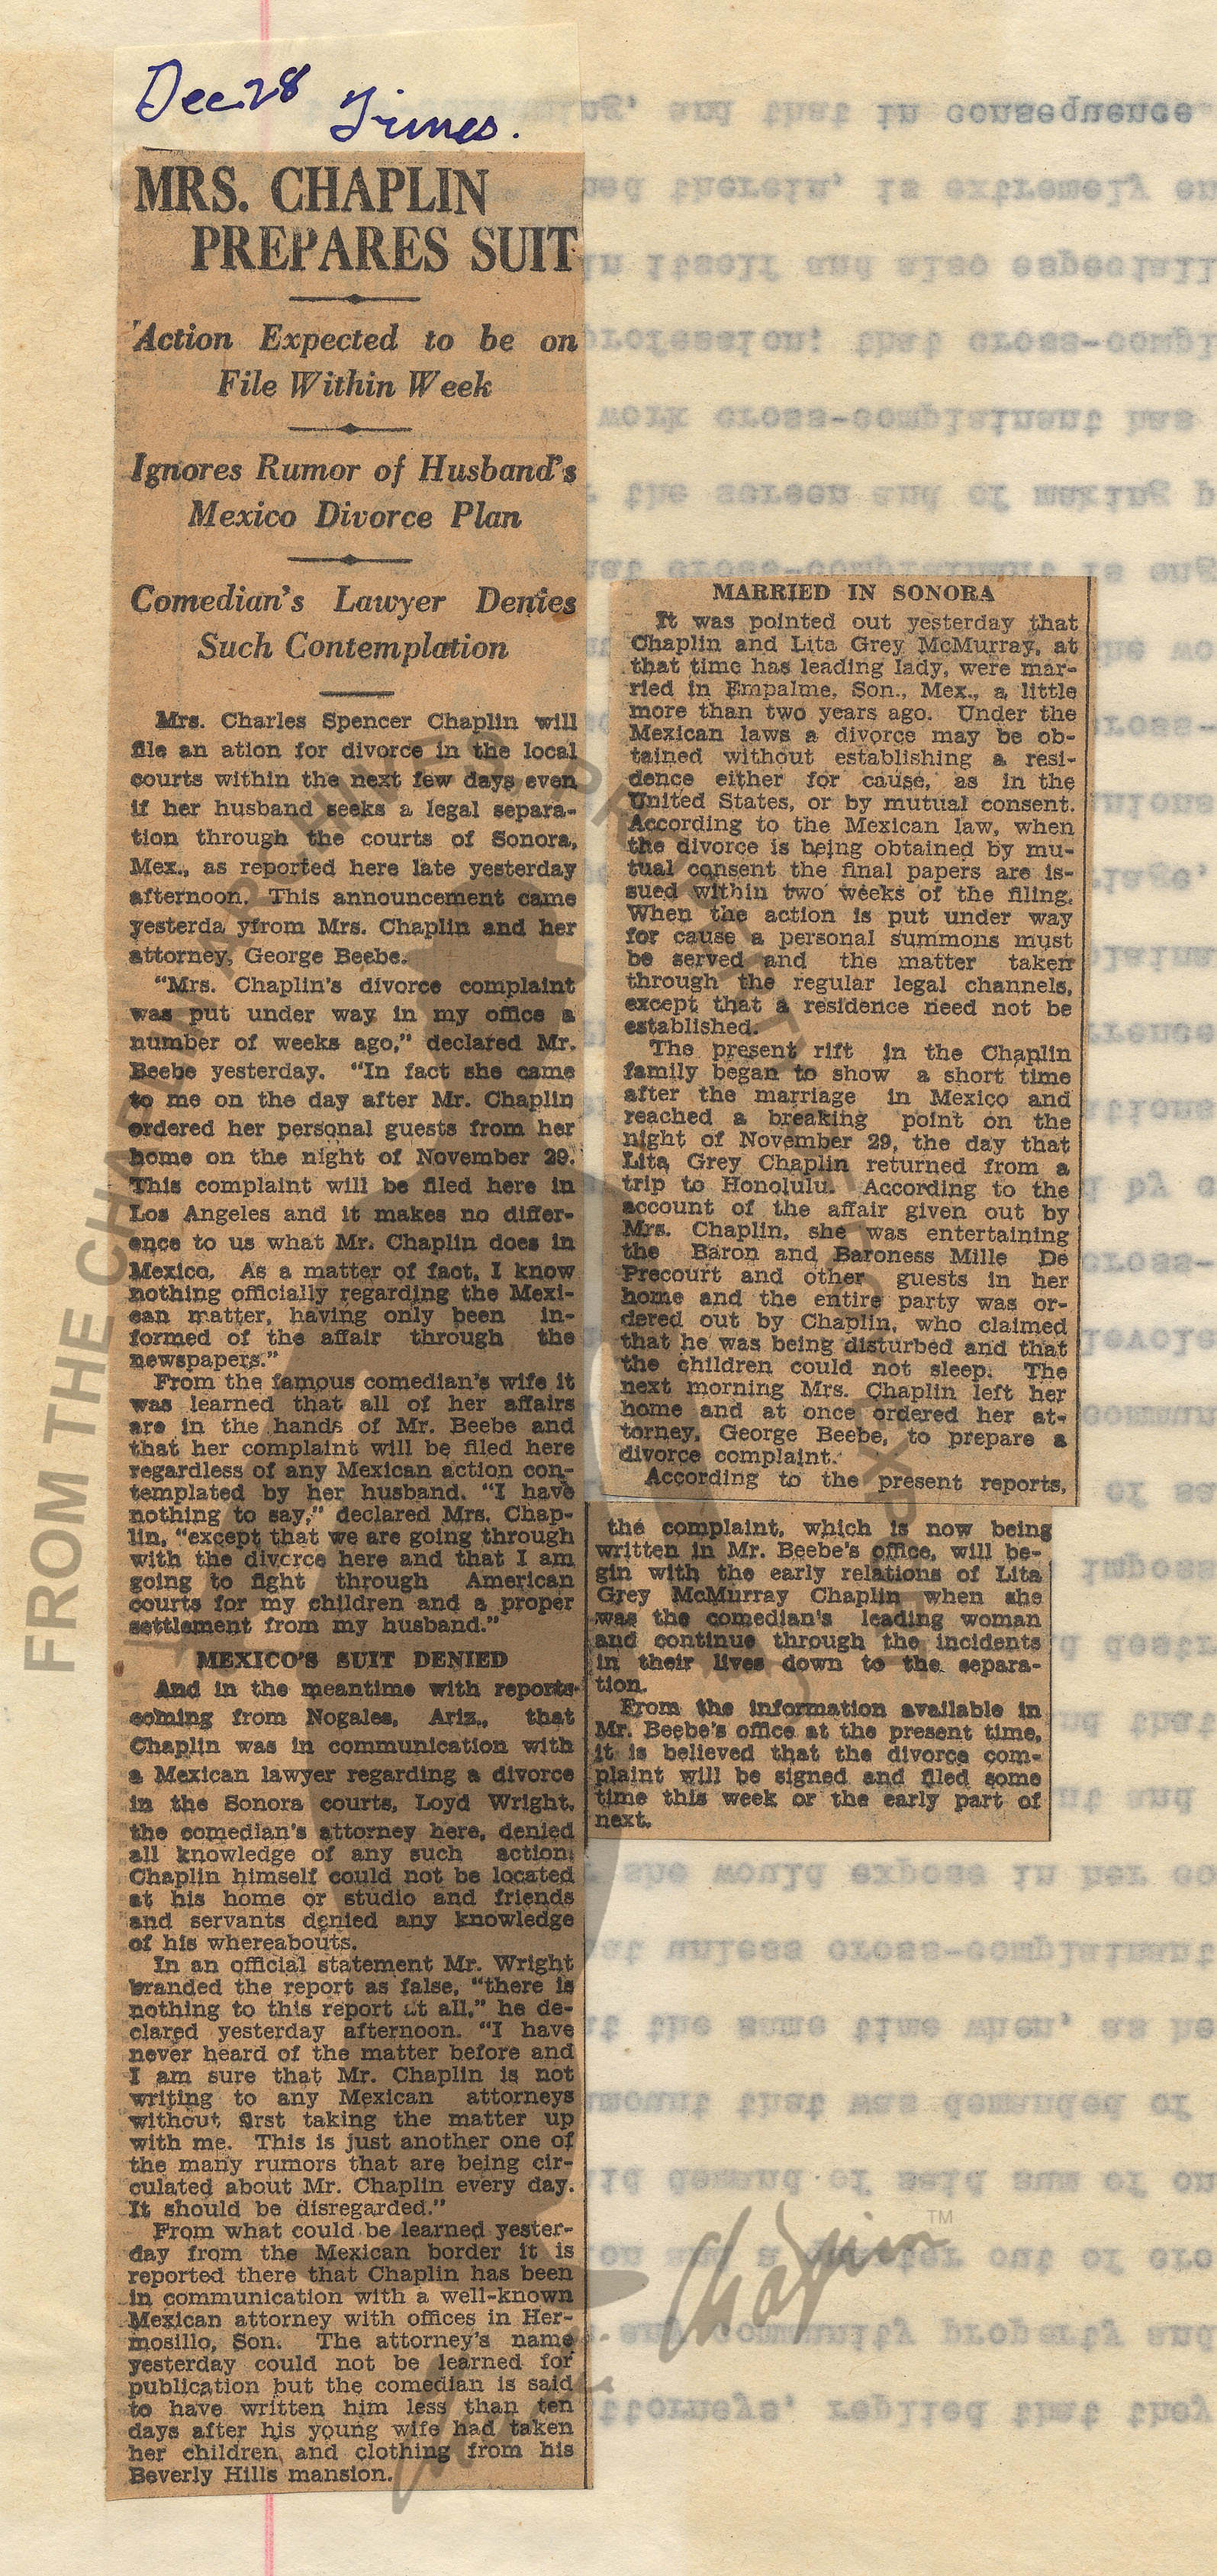 Dec 28 Times.
MRS. CHAPLIN
PREPARES SUIT
Action Expected to be on
File Within Week
Ignores Rumor of Husband's
Mexico Divorce Plan
Comedian's Lawyer Denies
Such Contemplation
Mrs. Charles Spencer Chaplin will
file an ation for divorce in the local
courts within the next few days even
if her husband seeks a legal separa-
tion through the courts of Sonora,
Mex., as reported here late yesterday
afternoon. This announcement came
yesterda yfrom Mrs. Chaplin and her
attorney, George Beebe.
"Mrs. Chaplin's divorce complaint
was put under way in my office a
number of weeks ago," declared Mr.
Beebe yesterday. "In fact she came
to me on the day after Mr. Chaplin
ordered her personal guests from her
home on the night of November 29.
This complaint will be filed here in
Los Angeles and it makes no differ-
ence to us what Mr. Chaplin does in
Mexico. As a matter of fact, I know
nothing officially regarding the Mexi-
can matter, having only been in-
formed of the affair through the
newspapers."
From the famous comedian's wife it
was learned that all of her affairs
are in the hands of Mr. Beebe and
that her complaint will be filed here
regardless of any Mexican action con-
templated by her husband. "I have
nothing to say," declared Mrs. Chap-
lin, "except that we are going through
with the divorce here and that I am
going to fight through American
courts for my children and a proper
settlement from my husband."
MEXICO'S SUIT DENIED
And in the meantime with reports
coming from Nogales, Ariz., that
Chaplin was in communication with
a Mexican lawyer regarding a divorce
in the Sonora courts, Loyd Wright,
the comedian's attorney here, denied
all knowledge of any such action.
Chaplin himself could not be located
at his home or studio and friends
and servants denied any knowledge
of his whereabouts.
In an official statement Mr. Wright
branded the report as false, "there is
nothing to this report at all," he de-
clared yesterday afternoon. "I have
never heard of the matter before and
I am sure that Mr. Chaplin is not
writing to any Mexican attorneys
without first taking the matter up
with me. This is just another one of
the many rumors that are being cir-
culated about Mr. Chaplin every day.
It should be disregarded."
From what could be learned yester-
day from the Mexican border it is
reported there that Chaplin has been
in communication with a well-known
Mexican attorney with offices in Her-
mosillo, Son. The attorney's name
yesterday could not be learned for
publication but the comedian is said
to have written him less than ten
days after his young wife had taken
her children and clothing from his
Beverly Hills mansion.
MARRIED IN SONORA
It was pointed out yesterday that
Chaplin and Lita Grey McMurray, at
that time has leading lady, were mar-
ried in Empalme, Son., Mex., a little
more than two years ago. Under the
Mexican laws a divorce may be ob-
tained without establishing a resi-
dence either for cause, as in the
United States, or by mutual consent.
According to the Mexican law, when
the divorce is being obtained by mu-
tual consent the final papers are is-
sued within two weeks of the filing.
When the action is put under way
for cause a personal summons must
be served and the matter taken
through the regular legal channels,
except that a residence need not be
established.
The present rift in the Chaplin
family began to show a short time
after the marriage in Mexico and
reached a breaking point on the
night of November 29, the day that
Lita Grey Chaplin returned from a
trip to Honolulu. According to the
account of the affair given out by
Mrs. Chaplin, she was entertaining
the Baron and Baroness Mille De
Precourt and other guests in her
home and the entire party was or-
dered out by Chaplin, who claimed
that he was being disturbed and that
the children could not sleep. The
next morning Mrs. Chaplin left her
home and at once ordered her at-
torney, George Beebe, to prepare a
divorce complaint.
According to the present reports,
the complaint, which is now being
written in Mr. Beebe's office, will be-
gin with the early relations of Lita
Grey McMurray Chaplin when she
was the comedian's leading woman
and continue through the incidents
in their lives down to the separa-
tion.
From the information available in
Mr. Beebe's office at the present time,
it is believed that the divorce com-
plaint will be signed and filed some
time this week or the early part of
next.
FROM THE CHAPLIN ARCHIVES
Chaplin TM